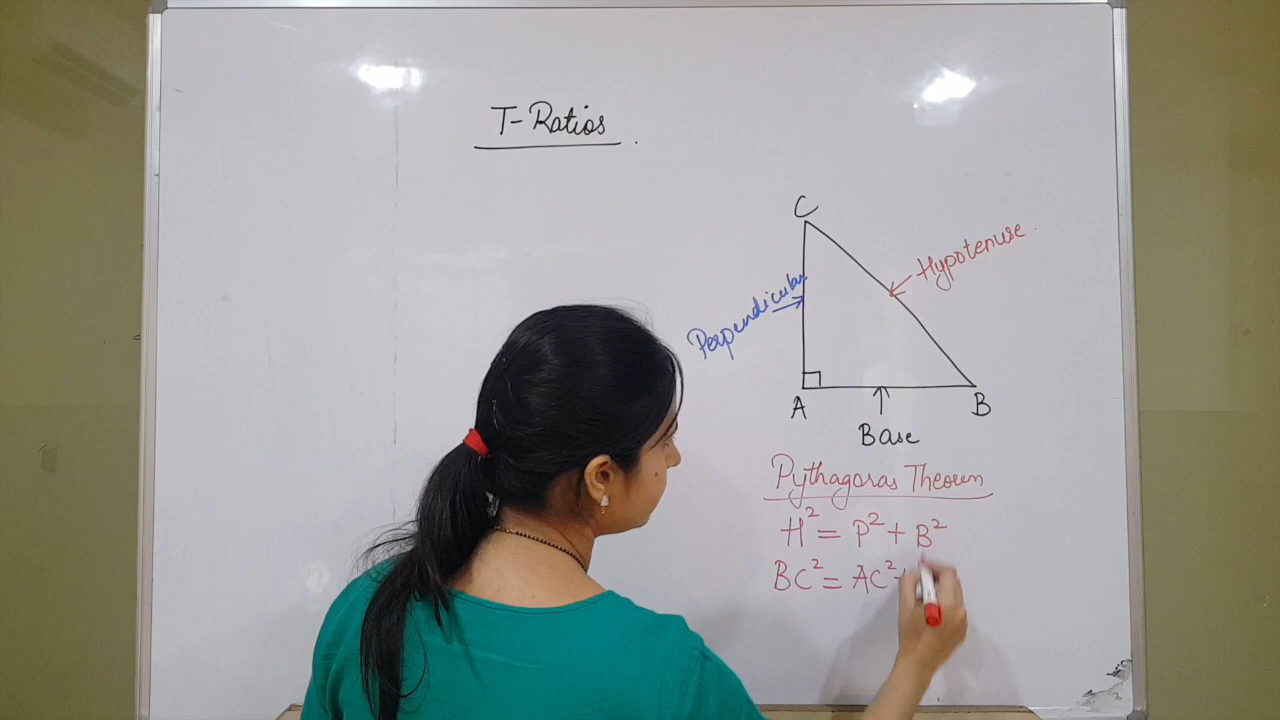 T-Ratios
C
Hypotenuse
Perpendicular
A
B
Base
Pythagoras Theorem
H² = P² + B²
BC² = AC² +